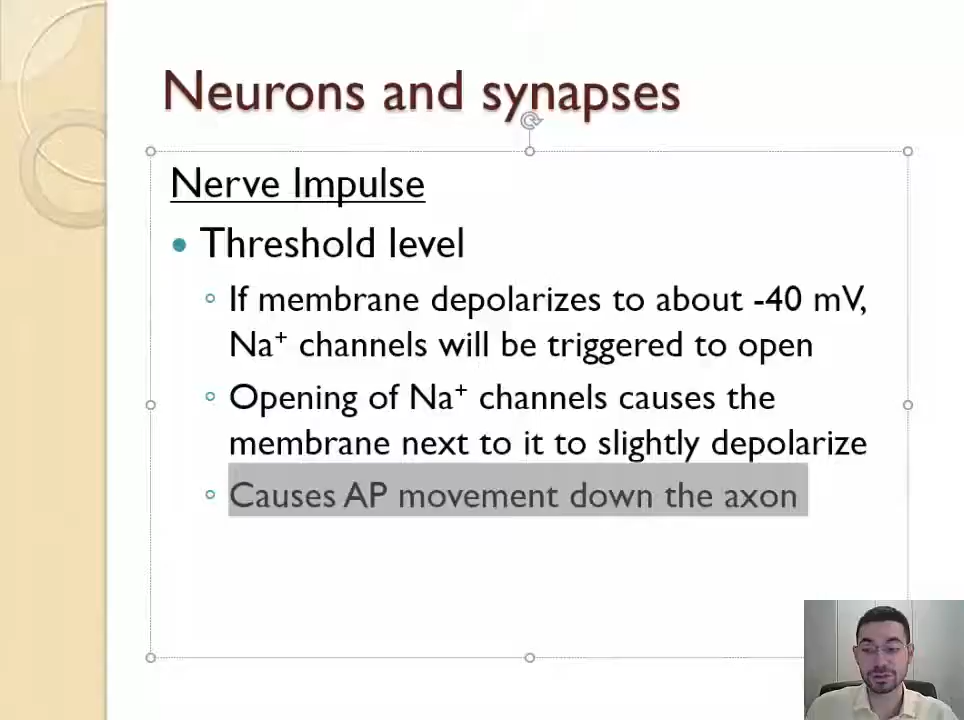 Neurons and synapses
Nerve Impulse
Threshold level
If membrane depolarizes to about -40 mV,
Na⁺ channels will be triggered to open
Opening of Na⁺ channels causes the
membrane next to it to slightly depolarize
Causes AP movement down the axon